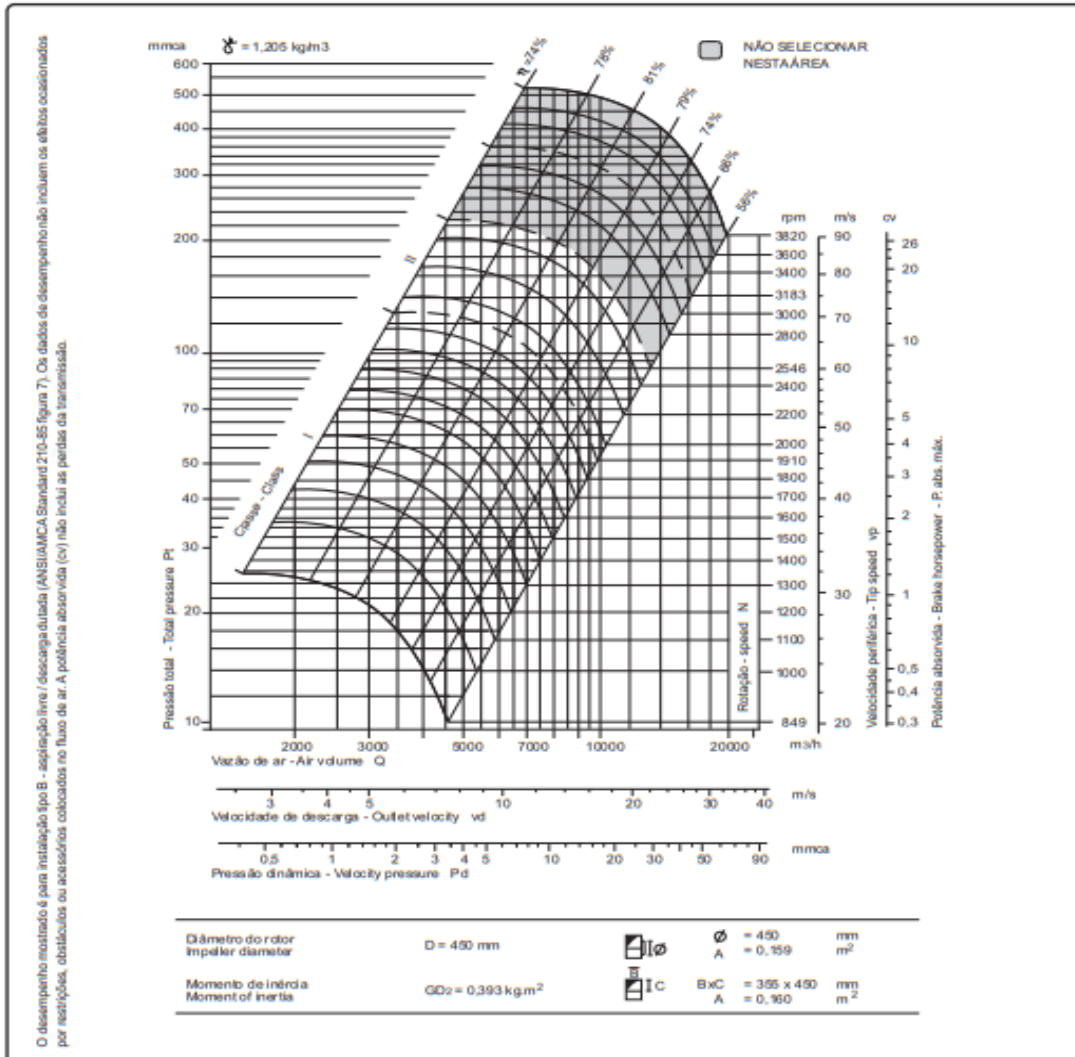 O desempenho mostrado é para instalação tipo B - aspiração livre / descarga dutada (ANSI/AMCA Standard 210-85 figura 7). Os dados de desempenho não incluem os efeitos ocasionados
por restrições, obstáculos ou acessórios colocados no fluxo de ar. A potência absorvida (cv) não inclui as perdas da transmissão.
mmca
= 1,205 kg/m3
NÃO SELECIONAR
NESTA ÁREA
600
500
400
300
200
100
70
50
40
30
20
10
Pressão total - Total pressure Pt
Classe - Class
I
II
η =74%
78%
81%
79%
74%
66%
56%
rpm
3820
3600
3400
3183
3000
2800
2546
2400
2200
2000
1910
1800
1700
1600
1500
1400
1300
1200
1100
1000
849
Rotação - speed N
m/s
90
80
70
60
50
40
30
20
Velocidade periférica - Tip speed vp
cv
26
20
10
5
4
3
2
1
0,5
0,4
0,3
Potência absorvida - Brake horsepower - P. abs. máx.
2000 3000 5000 7000 10000 20000 m3/h
Vazão de ar - Air volume Q
3 4 5 10 20 30 40 m/s
Velocidade de descarga - Outlet velocity vd
0,5 1 2 3 4 5 10 20 30 50 90 mmca
Pressão dinâmica - Velocity pressure Pd
Diâmetro do rotor
Impeller diameter
D = 450 mm
Ø
Ø = 450 mm
A = 0,159 m²
Momento de inércia
Moment of inertia
GD2 = 0,393 kg.m²
B
C
BxC = 355 x 450 mm
A = 0,160 m²